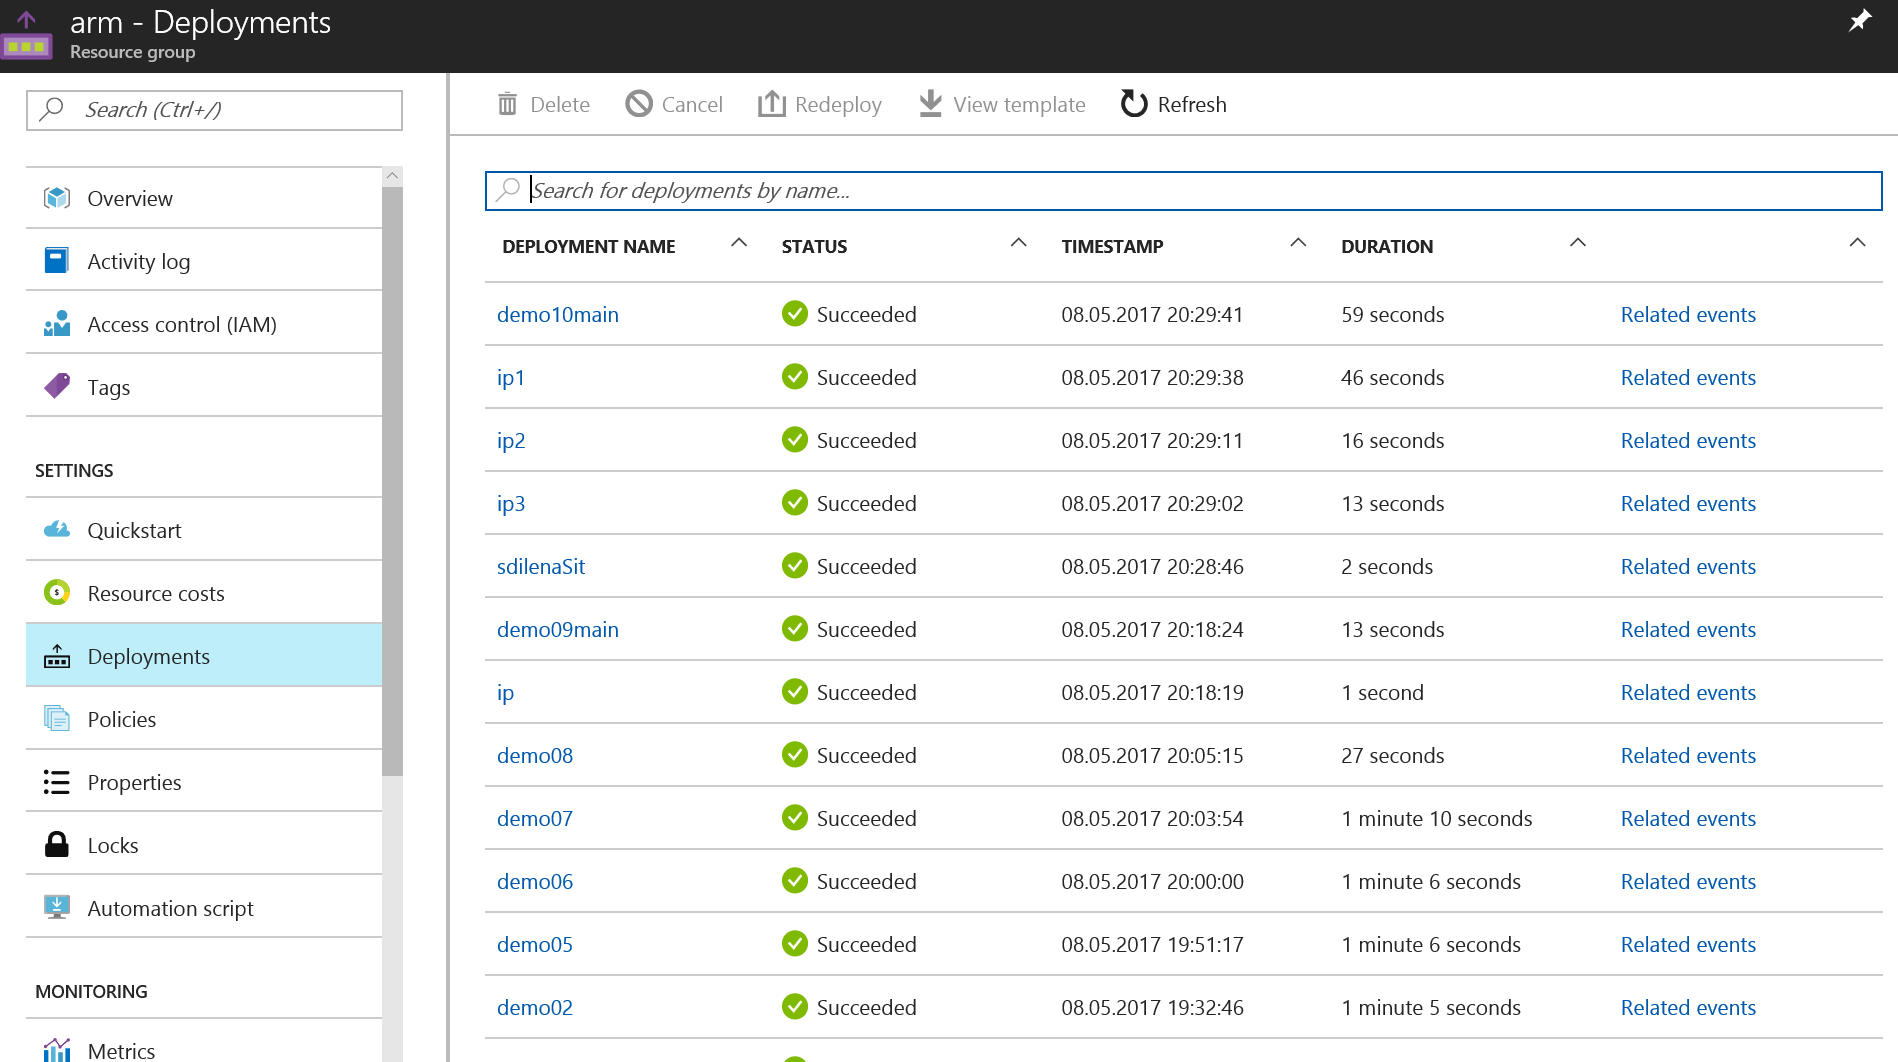 arm - Deployments
Resource group
Search (Ctrl+/)
Overview
Activity log
Access control (IAM)
Tags
SETTINGS
Quickstart
Resource costs
Deployments
Policies
Properties
Locks
Automation script
MONITORING
Metrics
Delete Cancel Redeploy View template Refresh
Search for deployments by name...
DEPLOYMENT NAME STATUS TIMESTAMP DURATION
demo10main Succeeded 08.05.2017 20:29:41 59 seconds Related events
ip1 Succeeded 08.05.2017 20:29:38 46 seconds Related events
ip2 Succeeded 08.05.2017 20:29:11 16 seconds Related events
ip3 Succeeded 08.05.2017 20:29:02 13 seconds Related events
sdilenaSit Succeeded 08.05.2017 20:28:46 2 seconds Related events
demo09main Succeeded 08.05.2017 20:18:24 13 seconds Related events
ip Succeeded 08.05.2017 20:18:19 1 second Related events
demo08 Succeeded 08.05.2017 20:05:15 27 seconds Related events
demo07 Succeeded 08.05.2017 20:03:54 1 minute 10 seconds Related events
demo06 Succeeded 08.05.2017 20:00:00 1 minute 6 seconds Related events
demo05 Succeeded 08.05.2017 19:51:17 1 minute 6 seconds Related events
demo02 Succeeded 08.05.2017 19:32:46 1 minute 5 seconds Related events